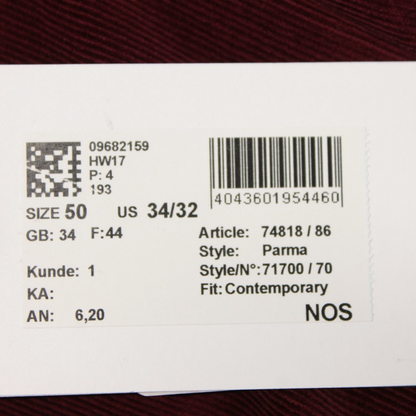 09682159
HW17
P: 4
193
4043601954460
SIZE 50 US 34/32
GB: 34 F: 44
Article: 74818 / 86
Style: Parma
Kunde: 1
Style/N°: 71700 / 70
KA:
Fit: Contemporary
AN: 6,20
NOS